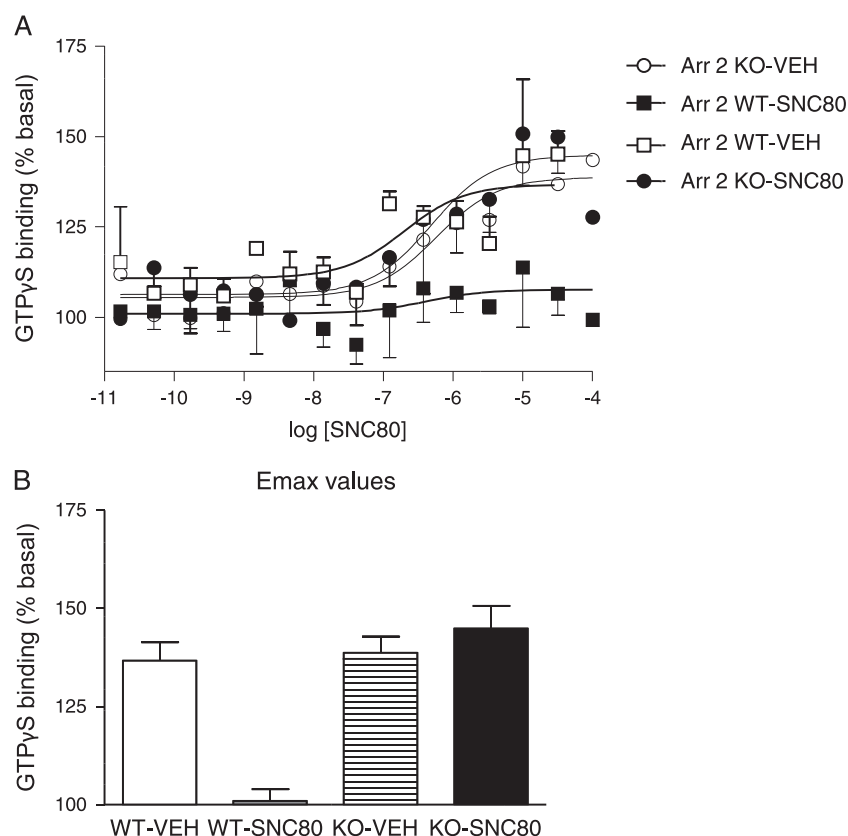 A
175
150
125
100
GTPγS binding (% basal)
-11 -10 -9 -8 -7 -6 -5 -4
log [SNC80]
Arr 2 KO-VEH
Arr 2 WT-SNC80
Arr 2 WT-VEH
Arr 2 KO-SNC80
B
Emax values
175
150
125
100
GTPγS binding (% basal)
WT-VEH WT-SNC80 KO-VEH KO-SNC80